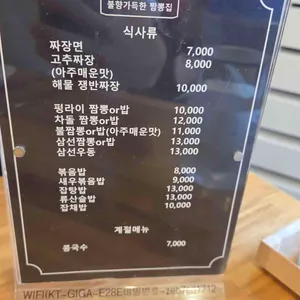 불향가득한 짬뽕집
식사류
짜장면 7,000
고추짜장 8,000
(아주매운맛)
해물 쟁반짜장 10,000
평라이 짬뽕or밥 10,000
차돌 짬뽕or밥 12,000
불짬뽕or밥(아주매운맛) 11,000
삼선짬뽕or밥 13,000
삼선우동 13,000
볶음밥 8,000
새우볶음밥 9,000
잡탕밥 13,000
류산슬밥 13,000
잡채밥 10,000
계절메뉴
콩국수 7,000
WIFI(KT-GIGA-E28E